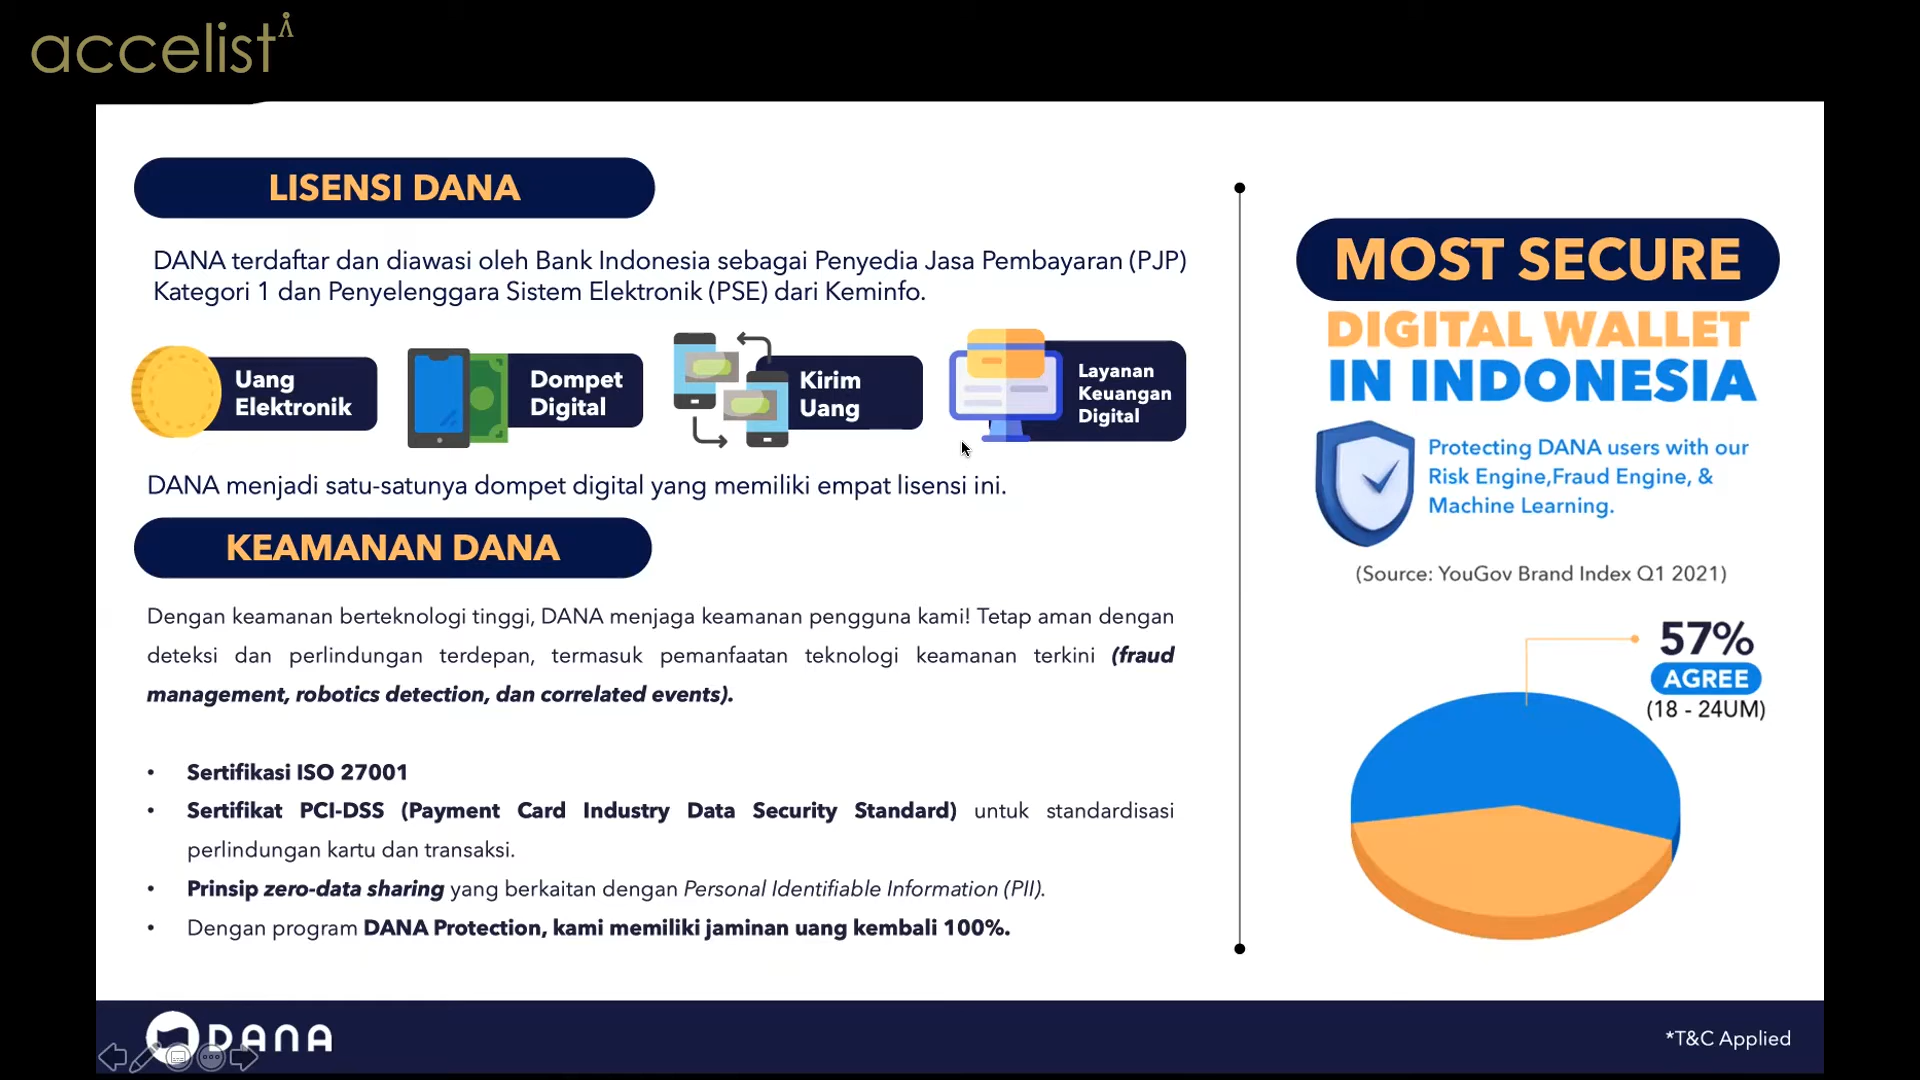 accelist
LISENSI DANA
DANA terdaftar dan diawasi oleh Bank Indonesia sebagai Penyedia Jasa Pembayaran (PJP)
Kategori 1 dan Penyelenggara Sistem Elektronik (PSE) dari Keminfo.
Uang
Elektronik
Dompet
Digital
Kirim
Uang
Layanan
Keuangan
Digital
DANA menjadi satu-satunya dompet digital yang memiliki empat lisensi ini.
KEAMANAN DANA
Dengan keamanan berteknologi tinggi, DANA menjaga keamanan pengguna kami! Tetap aman dengan
deteksi dan perlindungan terdepan, termasuk pemanfaatan teknologi keamanan terkini (fraud
management, robotics detection, dan correlated events).
• Sertifikasi ISO 27001
• Sertifikat PCI-DSS (Payment Card Industry Data Security Standard) untuk standardisasi
perlindungan kartu dan transaksi.
• Prinsip zero-data sharing yang berkaitan dengan Personal Identifiable Information (PII).
• Dengan program DANA Protection, kami memiliki jaminan uang kembali 100%.
MOST SECURE
DIGITAL WALLET
IN INDONESIA
Protecting DANA users with our
Risk Engine,Fraud Engine, &
Machine Learning.
(Source: YouGov Brand Index Q1 2021)
57%
AGREE
(18 - 24UM)
DANA
*T&C Applied